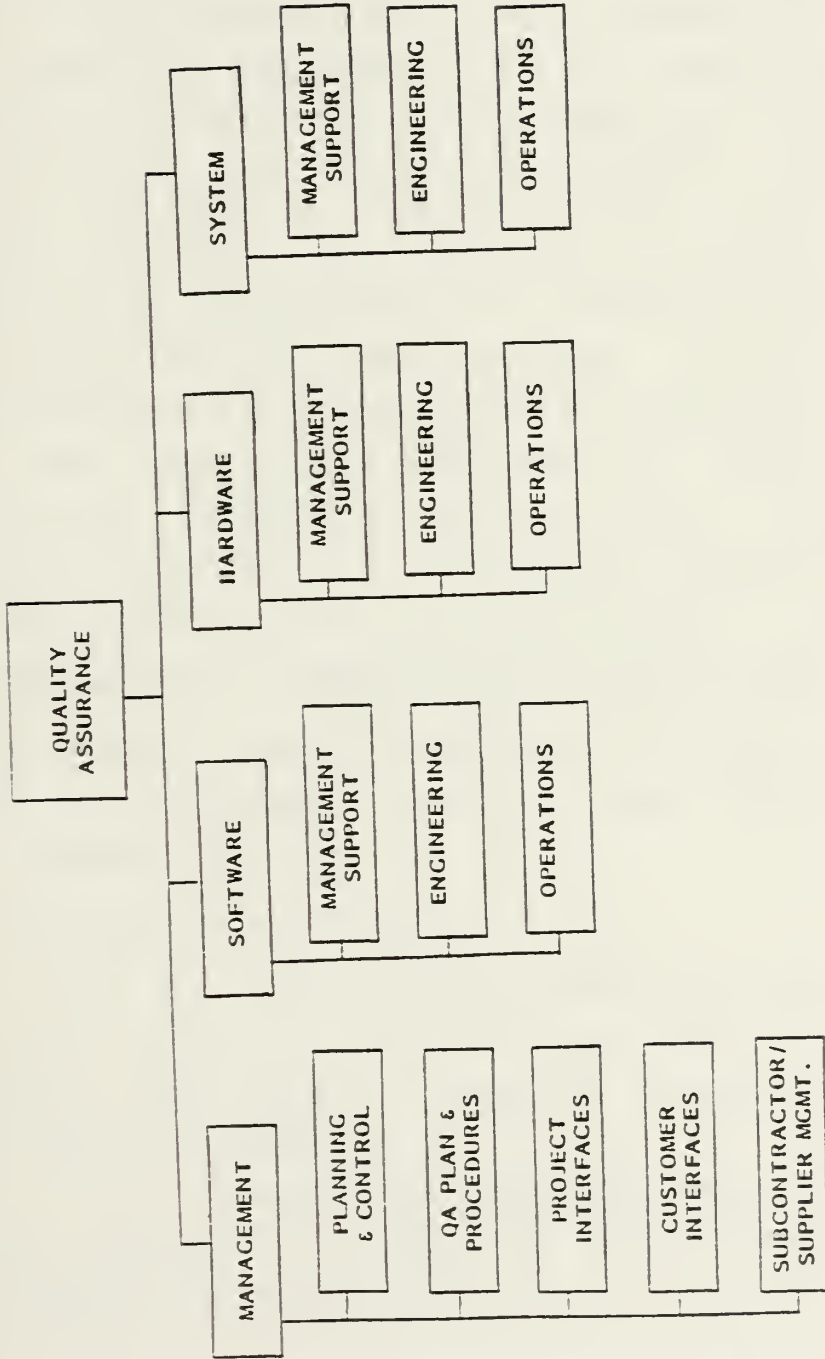 QUALITY
ASSURANCE
MANAGEMENT
PLANNING
& CONTROL
QA PLAN &
PROCEDURES
PROJECT
INTERFACES
CUSTOMER
INTERFACES
SUBCONTRACTOR/
SUPPLIER MGMT.
SOFTWARE
MANAGEMENT
SUPPORT
ENGINEERING
OPERATIONS
HARDWARE
MANAGEMENT
SUPPORT
ENGINEERING
OPERATIONS
SYSTEM
MANAGEMENT
SUPPORT
ENGINEERING
OPERATIONS